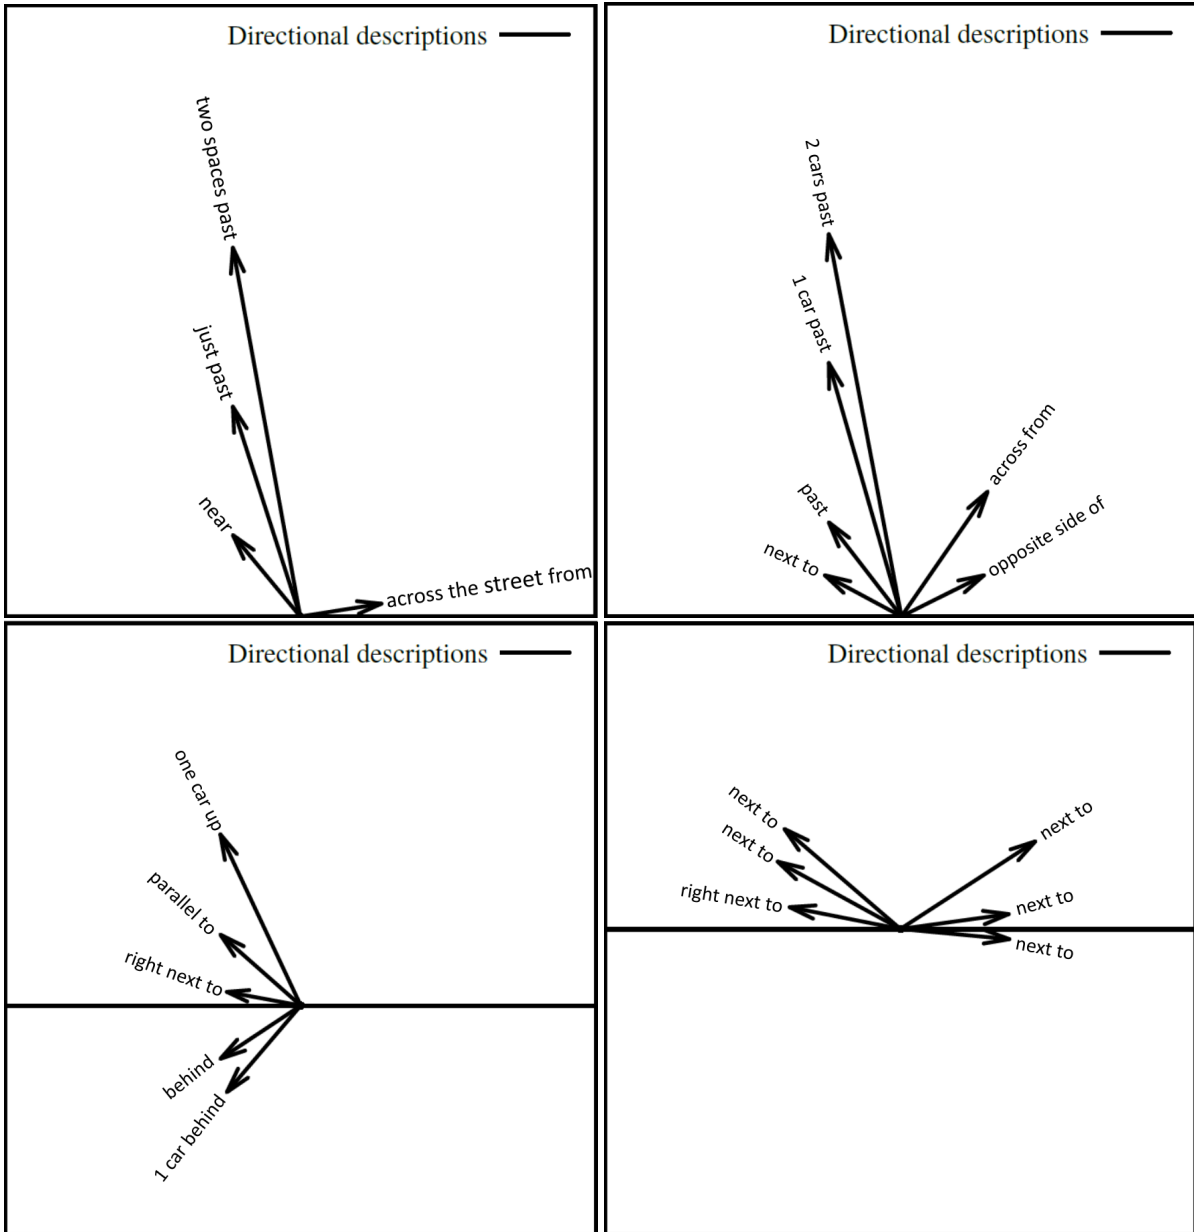 Directional descriptions
two spaces past
just past
near
across the street from
Directional descriptions
2 cars past
1 car past
across from
past
opposite side of
next to
Directional descriptions
one car up
parallel to
right next to
behind
1 car behind
Directional descriptions
next to
next to
next to
right next to
next to
next to